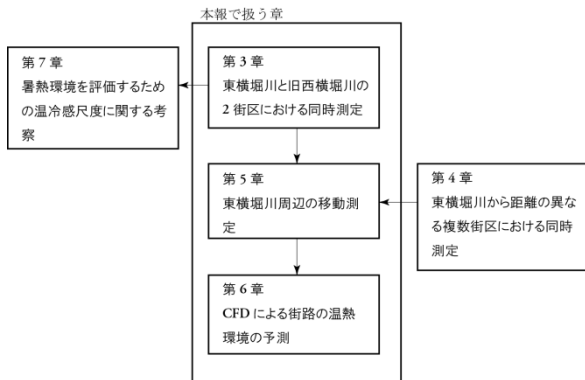 本報で扱う章
第 7 章
暑熱環境を評価するため
の温冷感尺度に関する考
察
第 3 章
東横堀川と旧西横堀川の
2 街区における同時測定
第 5 章
東横堀川周辺の移動測
定
第 4 章
東横堀川から距離の異な
る複数街区における同時
測定
第 6 章
CFD による街路の温熱
環境の予測